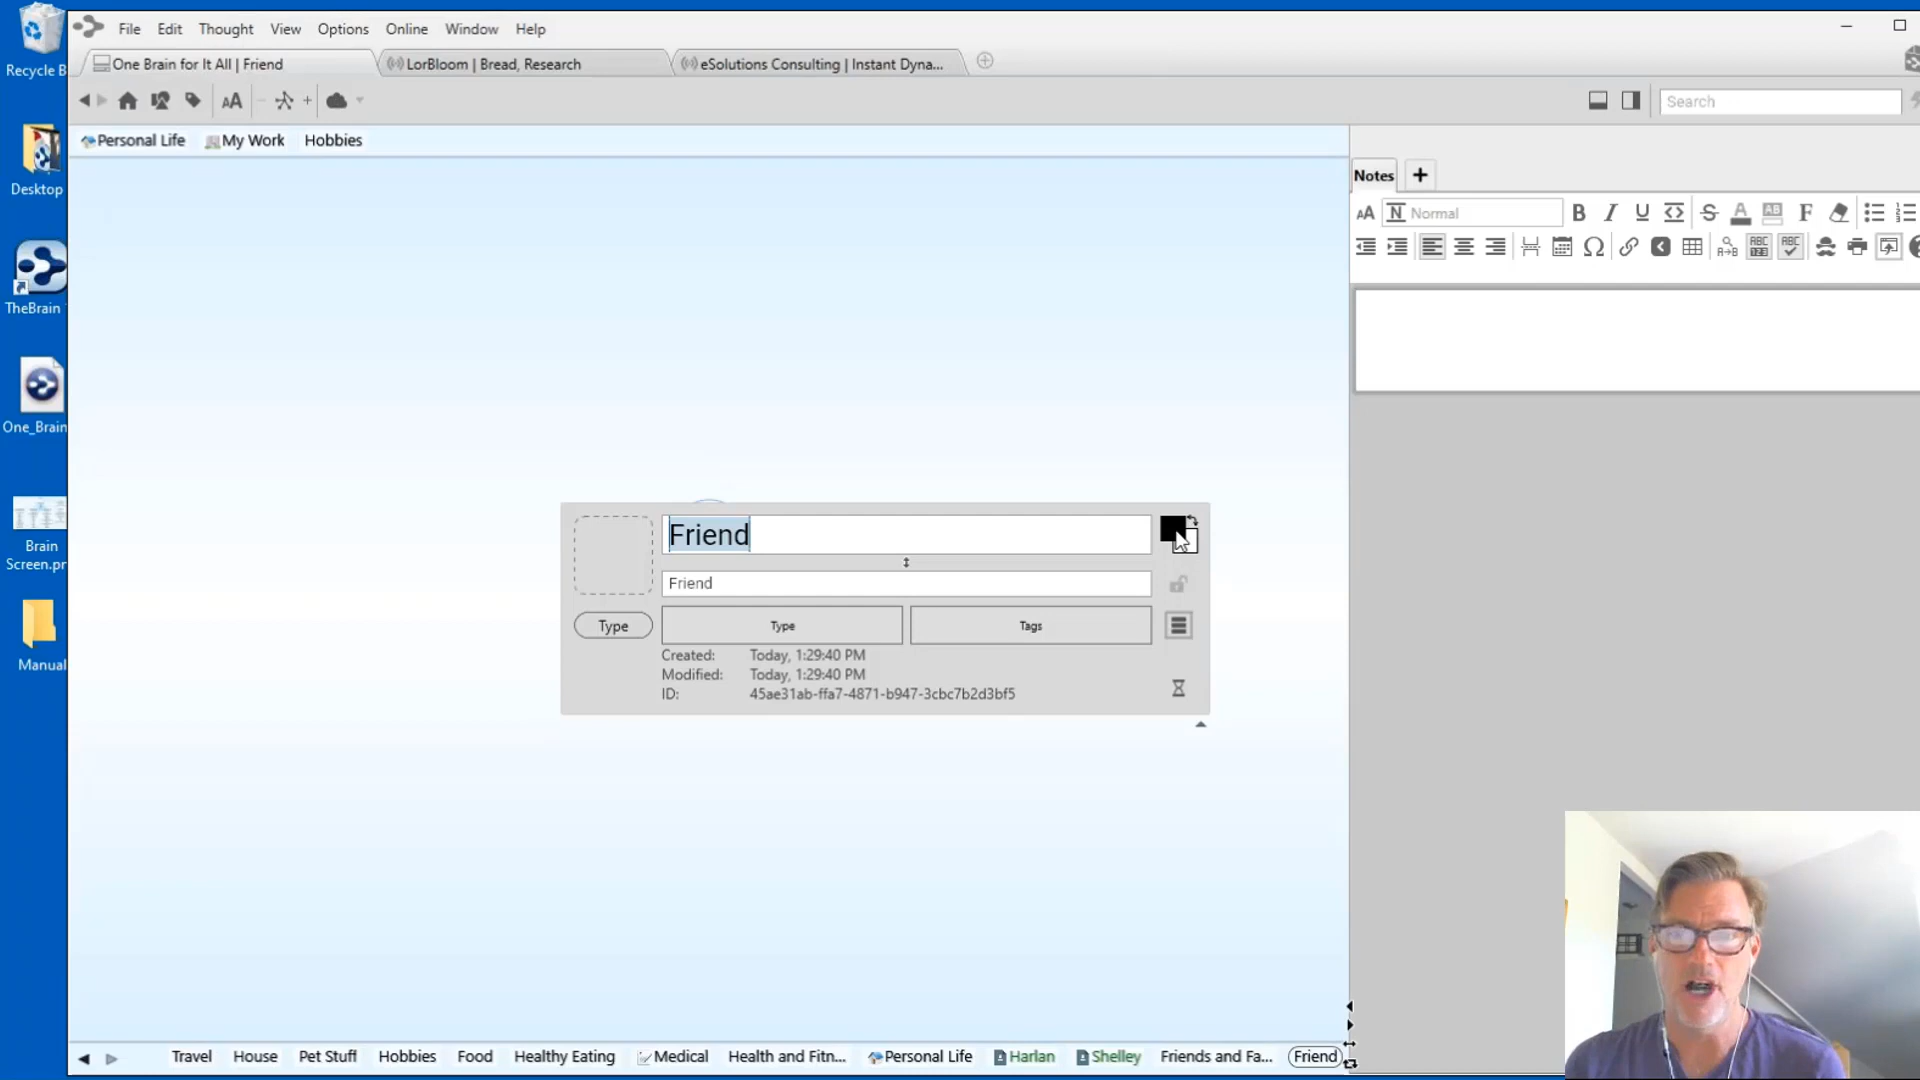 Recycle B
Desktop
TheBrain
One_Brain
Brain
Screen.pr
Manual
File Edit Thought View Options Online Window Help
One Brain for It All | Friend
LorBloom | Bread, Research
eSolutions Consulting | Instant Dyna...
Search
Personal Life My Work Hobbies
Notes
Normal
Friend
Friend
Type
Type
Tags
Created: Today, 1:29:40 PM
Modified: Today, 1:29:40 PM
ID: 45ae31ab-ffa7-4871-b947-3cbc7b2d3bf5
Travel House Pet Stuff Hobbies Food Healthy Eating Medical Health and Fitn... Personal Life Harlan Shelley Friends and Fa... Friend